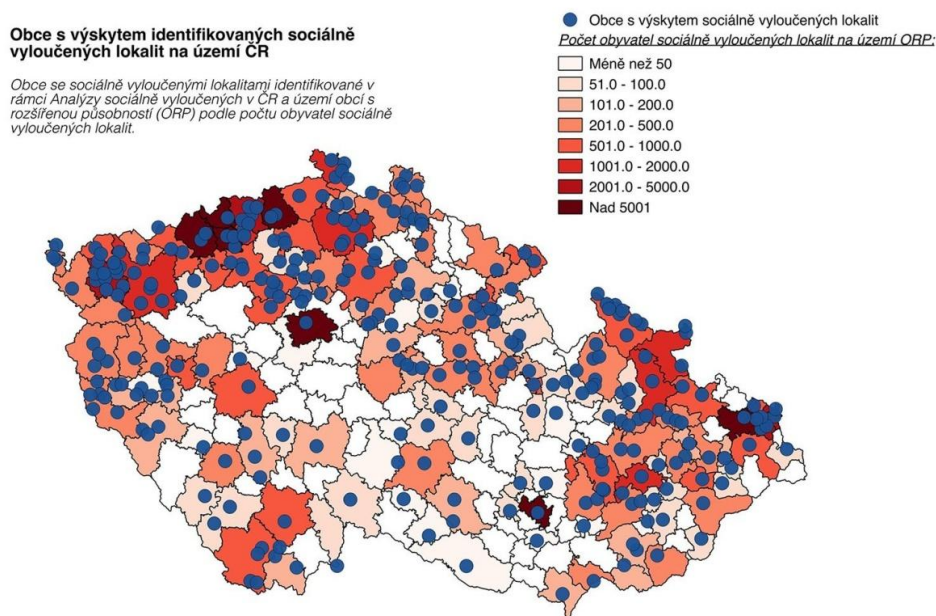 Obce s výskytem identifikovaných sociálně
vyloučených lokalit na území ČR
Obce se sociálně vyloučenými lokalitami identifikované v
rámci Analýzy sociálně vyloučených v ČR a území obcí s
rozšířenou působností (ORP) podle počtu obyvatel sociálně
vyloučených lokalit.
Obce s výskytem sociálně vyloučených lokalit
Počet obyvatel sociálně vyloučených lokalit na území ORP:
Méně než 50
51.0 - 100.0
101.0 - 200.0
201.0 - 500.0
501.0 - 1000.0
1001.0 - 2000.0
2001.0 - 5000.0
Nad 5001